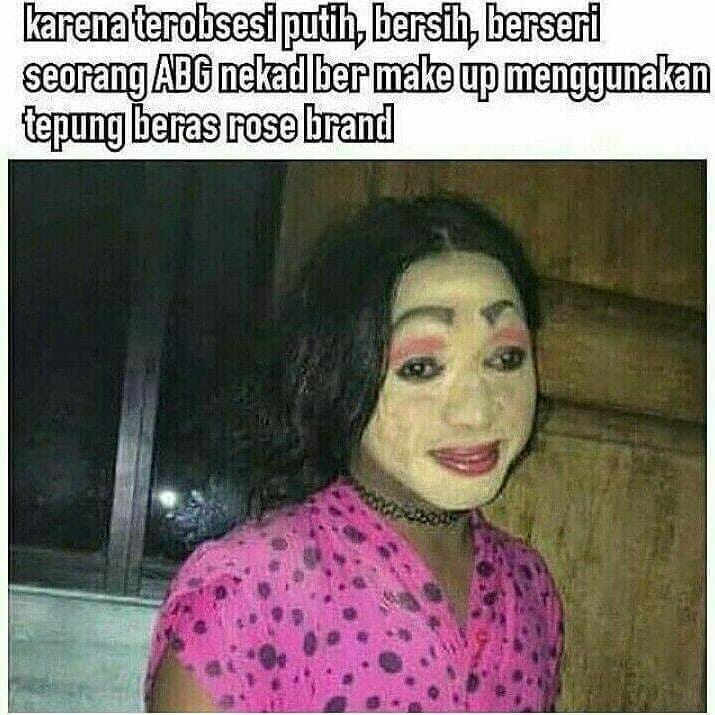 karena terobsesi putih, bersih, berseri
seorang ABG nekad ber make up menggunakan
tepung beras rose brand